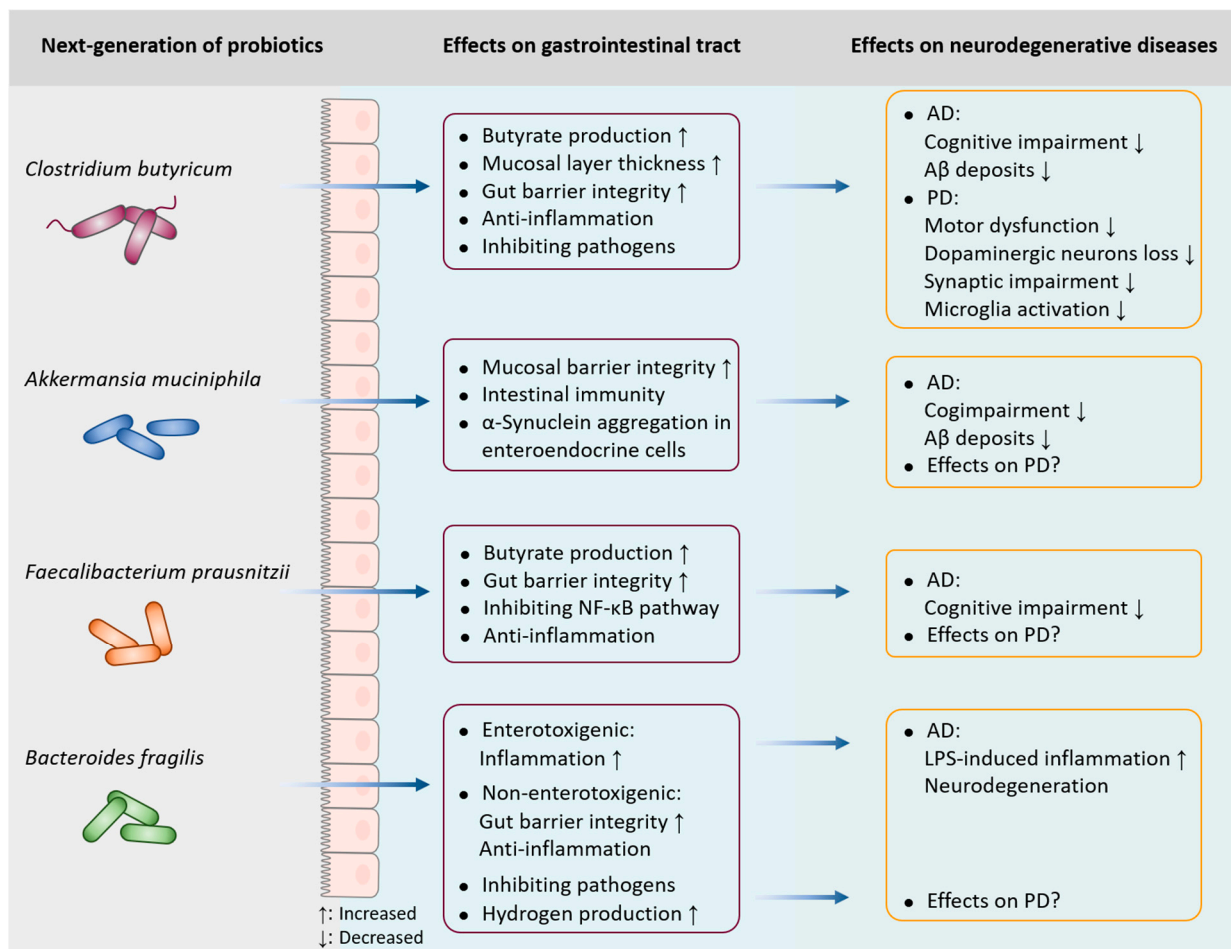 Next-generation of probiotics
Effects on gastrointestinal tract
Effects on neurodegenerative diseases
Clostridium butyricum
• Butyrate production ↑
• Mucosal layer thickness ↑
• Gut barrier integrity ↑
• Anti-inflammation
• Inhibiting pathogens
• AD:
Cognitive impairment ↓
Aβ deposits ↓
• PD:
Motor dysfunction ↓
Dopaminergic neurons loss ↓
Synaptic impairment ↓
Microglia activation ↓
Akkermansia muciniphila
• Mucosal barrier integrity ↑
• Intestinal immunity
• α-Synuclein aggregation in
enteroendocrine cells
• AD:
Cogimpairment ↓
Aβ deposits ↓
• Effects on PD?
Faecalibacterium prausnitzii
• Butyrate production ↑
• Gut barrier integrity ↑
• Inhibiting NF-κB pathway
• Anti-inflammation
• AD:
Cognitive impairment ↓
• Effects on PD?
Bacteroides fragilis
• Enterotoxigenic:
Inflammation ↑
• Non-enterotoxigenic:
Gut barrier integrity ↑
Anti-inflammation
• Inhibiting pathogens
• Hydrogen production ↑
• AD:
LPS-induced inflammation ↑
Neurodegeneration
• Effects on PD?
↑: Increased
↓: Decreased